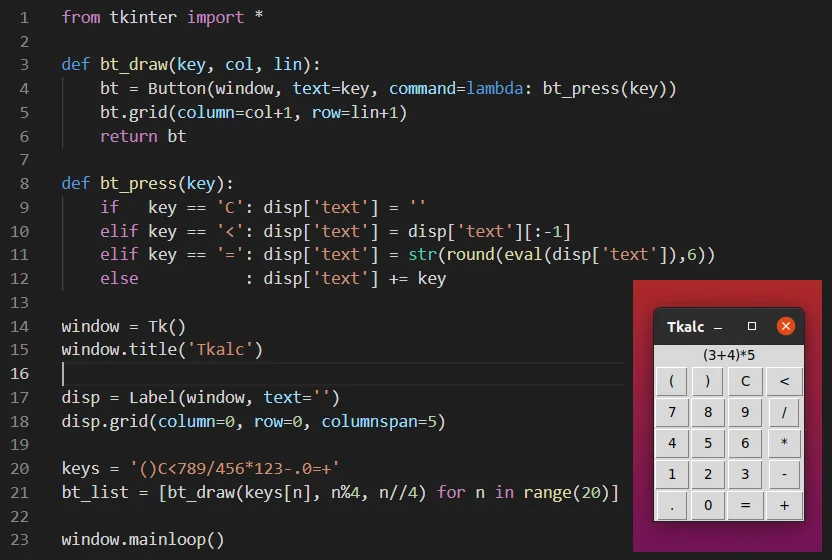 1 from tkinter import *
2
3 def bt_draw(key, col, lin):
4     bt = Button(window, text=key, command=lambda: bt_press(key))
5     bt.grid(column=col+1, row=lin+1)
6     return bt
7
8 def bt_press(key):
9     if   key == 'C': disp['text'] = ''
10     elif key == '<': disp['text'] = disp['text'][:-1]
11     elif key == '=': disp['text'] = str(round(eval(disp['text']),6))
12     else           : disp['text'] += key
13
14 window = Tk()
15 window.title('Tkalc')
16
17 disp = Label(window, text='')
18 disp.grid(column=0, row=0, columnspan=5)
19
20 keys = '()C<789/456*123-.0=+'
21 bt_list = [bt_draw(keys[n], n%4, n//4) for n in range(20)]
22
23 window.mainloop()
Tkalc
(3+4)*5
( ) C <
7 8 9 /
4 5 6 *
1 2 3 -
. 0 = +